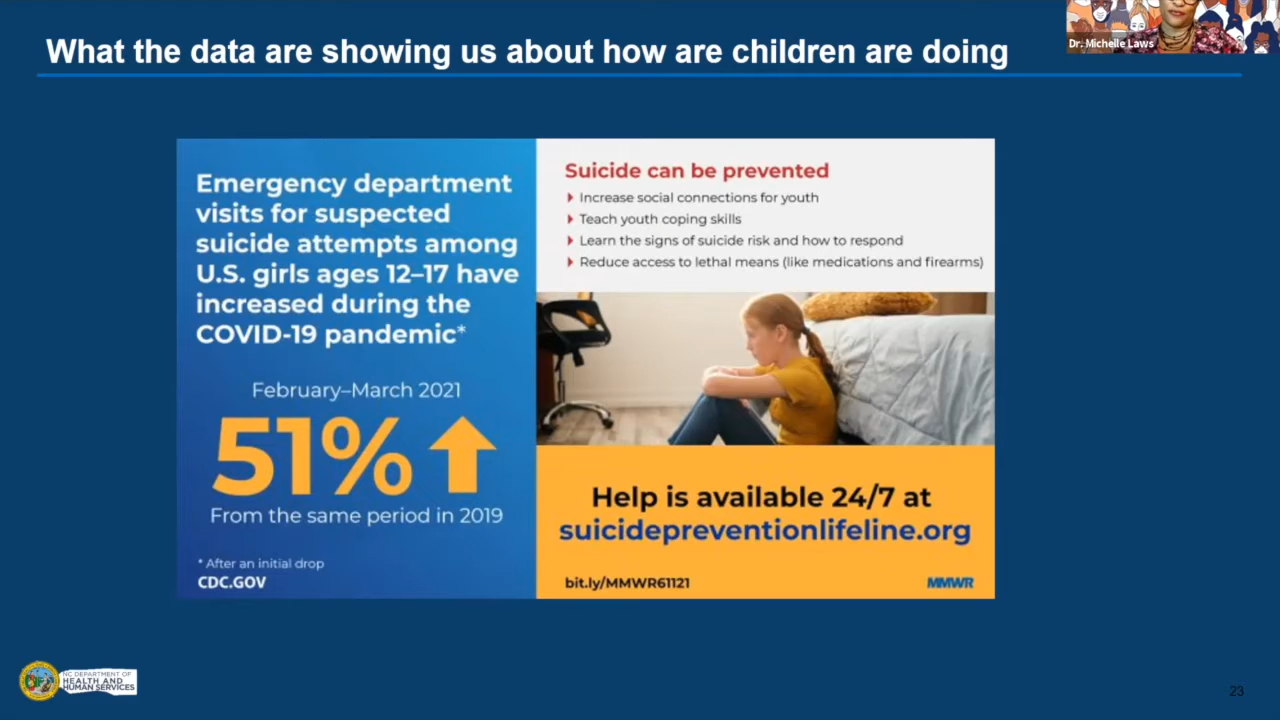 What the data are showing us about how are children are doing
Dr. Michelle Laws
Emergency department
visits for suspected
suicide attempts among
U.S. girls ages 12–17 have
increased during the
COVID-19 pandemic*
February–March 2021
51%
From the same period in 2019
* After an initial drop
CDC.GOV
Suicide can be prevented
Increase social connections for youth
Teach youth coping skills
Learn the signs of suicide risk and how to respond
Reduce access to lethal means (like medications and firearms)
Help is available 24/7 at
suicidepreventionlifeline.org
bit.ly/MMWR61121
MMWR
NC DEPARTMENT OF
HEALTH AND
HUMAN SERVICES
23